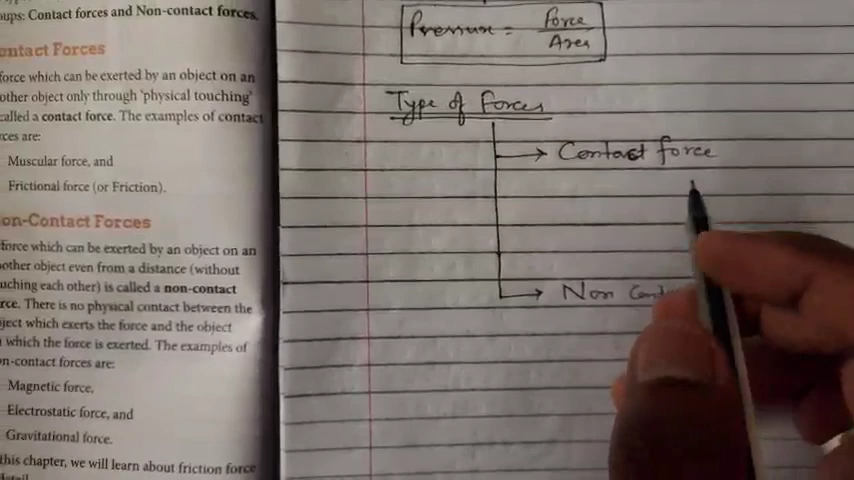 ups: Contact forces and Non-contact forces.
ontact Forces
force which can be exerted by an object on an
other object only through 'physical touching'
called a contact force. The examples of contact
rces are:
Muscular force, and
Frictional force (or Friction).
on-Contact Forces
force which can be exerted by an object on an
other object even from a distance (without
uching each other) is called a non-contact
rce. There is no physical contact between the
ject which exerts the force and the object
which the force is exerted. The examples of
n-contact forces are:
Magnetic force,
Electrostatic force, and
Gravitational force.
this chapter, we will learn about friction force
Pressure = Force
Area
Type of Forces
Contact force
Non